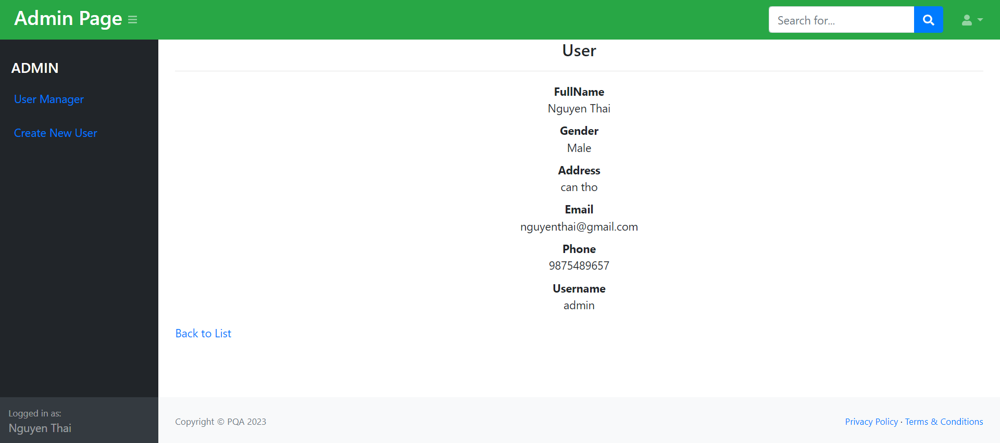 Admin Page
Search for...
ADMIN
User Manager
Create New User
User
FullName
Nguyen Thai
Gender
Male
Address
can tho
Email
nguyenthai@gmail.com
Phone
9875489657
Username
admin
Back to List
Logged in as:
Nguyen Thai
Copyright © PQA 2023
Privacy Policy · Terms & Conditions